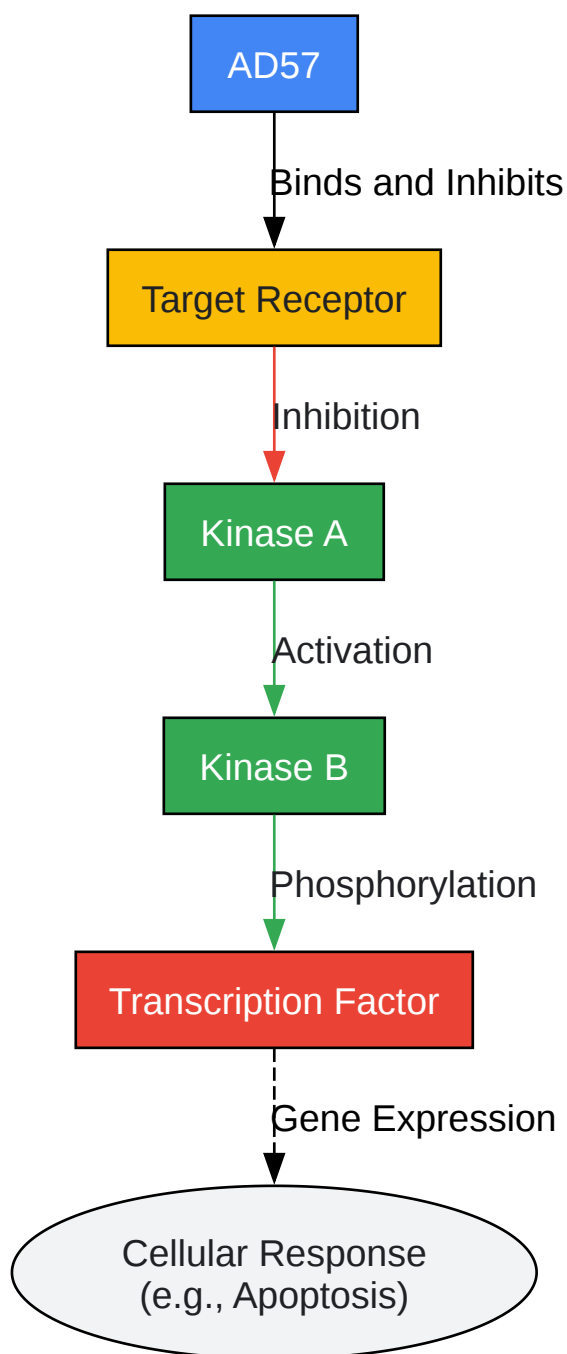 AD57
Binds and Inhibits
Target Receptor
Inhibition
Kinase A
Activation
Kinase B
Phosphorylation
Transcription Factor
Gene Expression
Cellular Response
(e.g., Apoptosis)